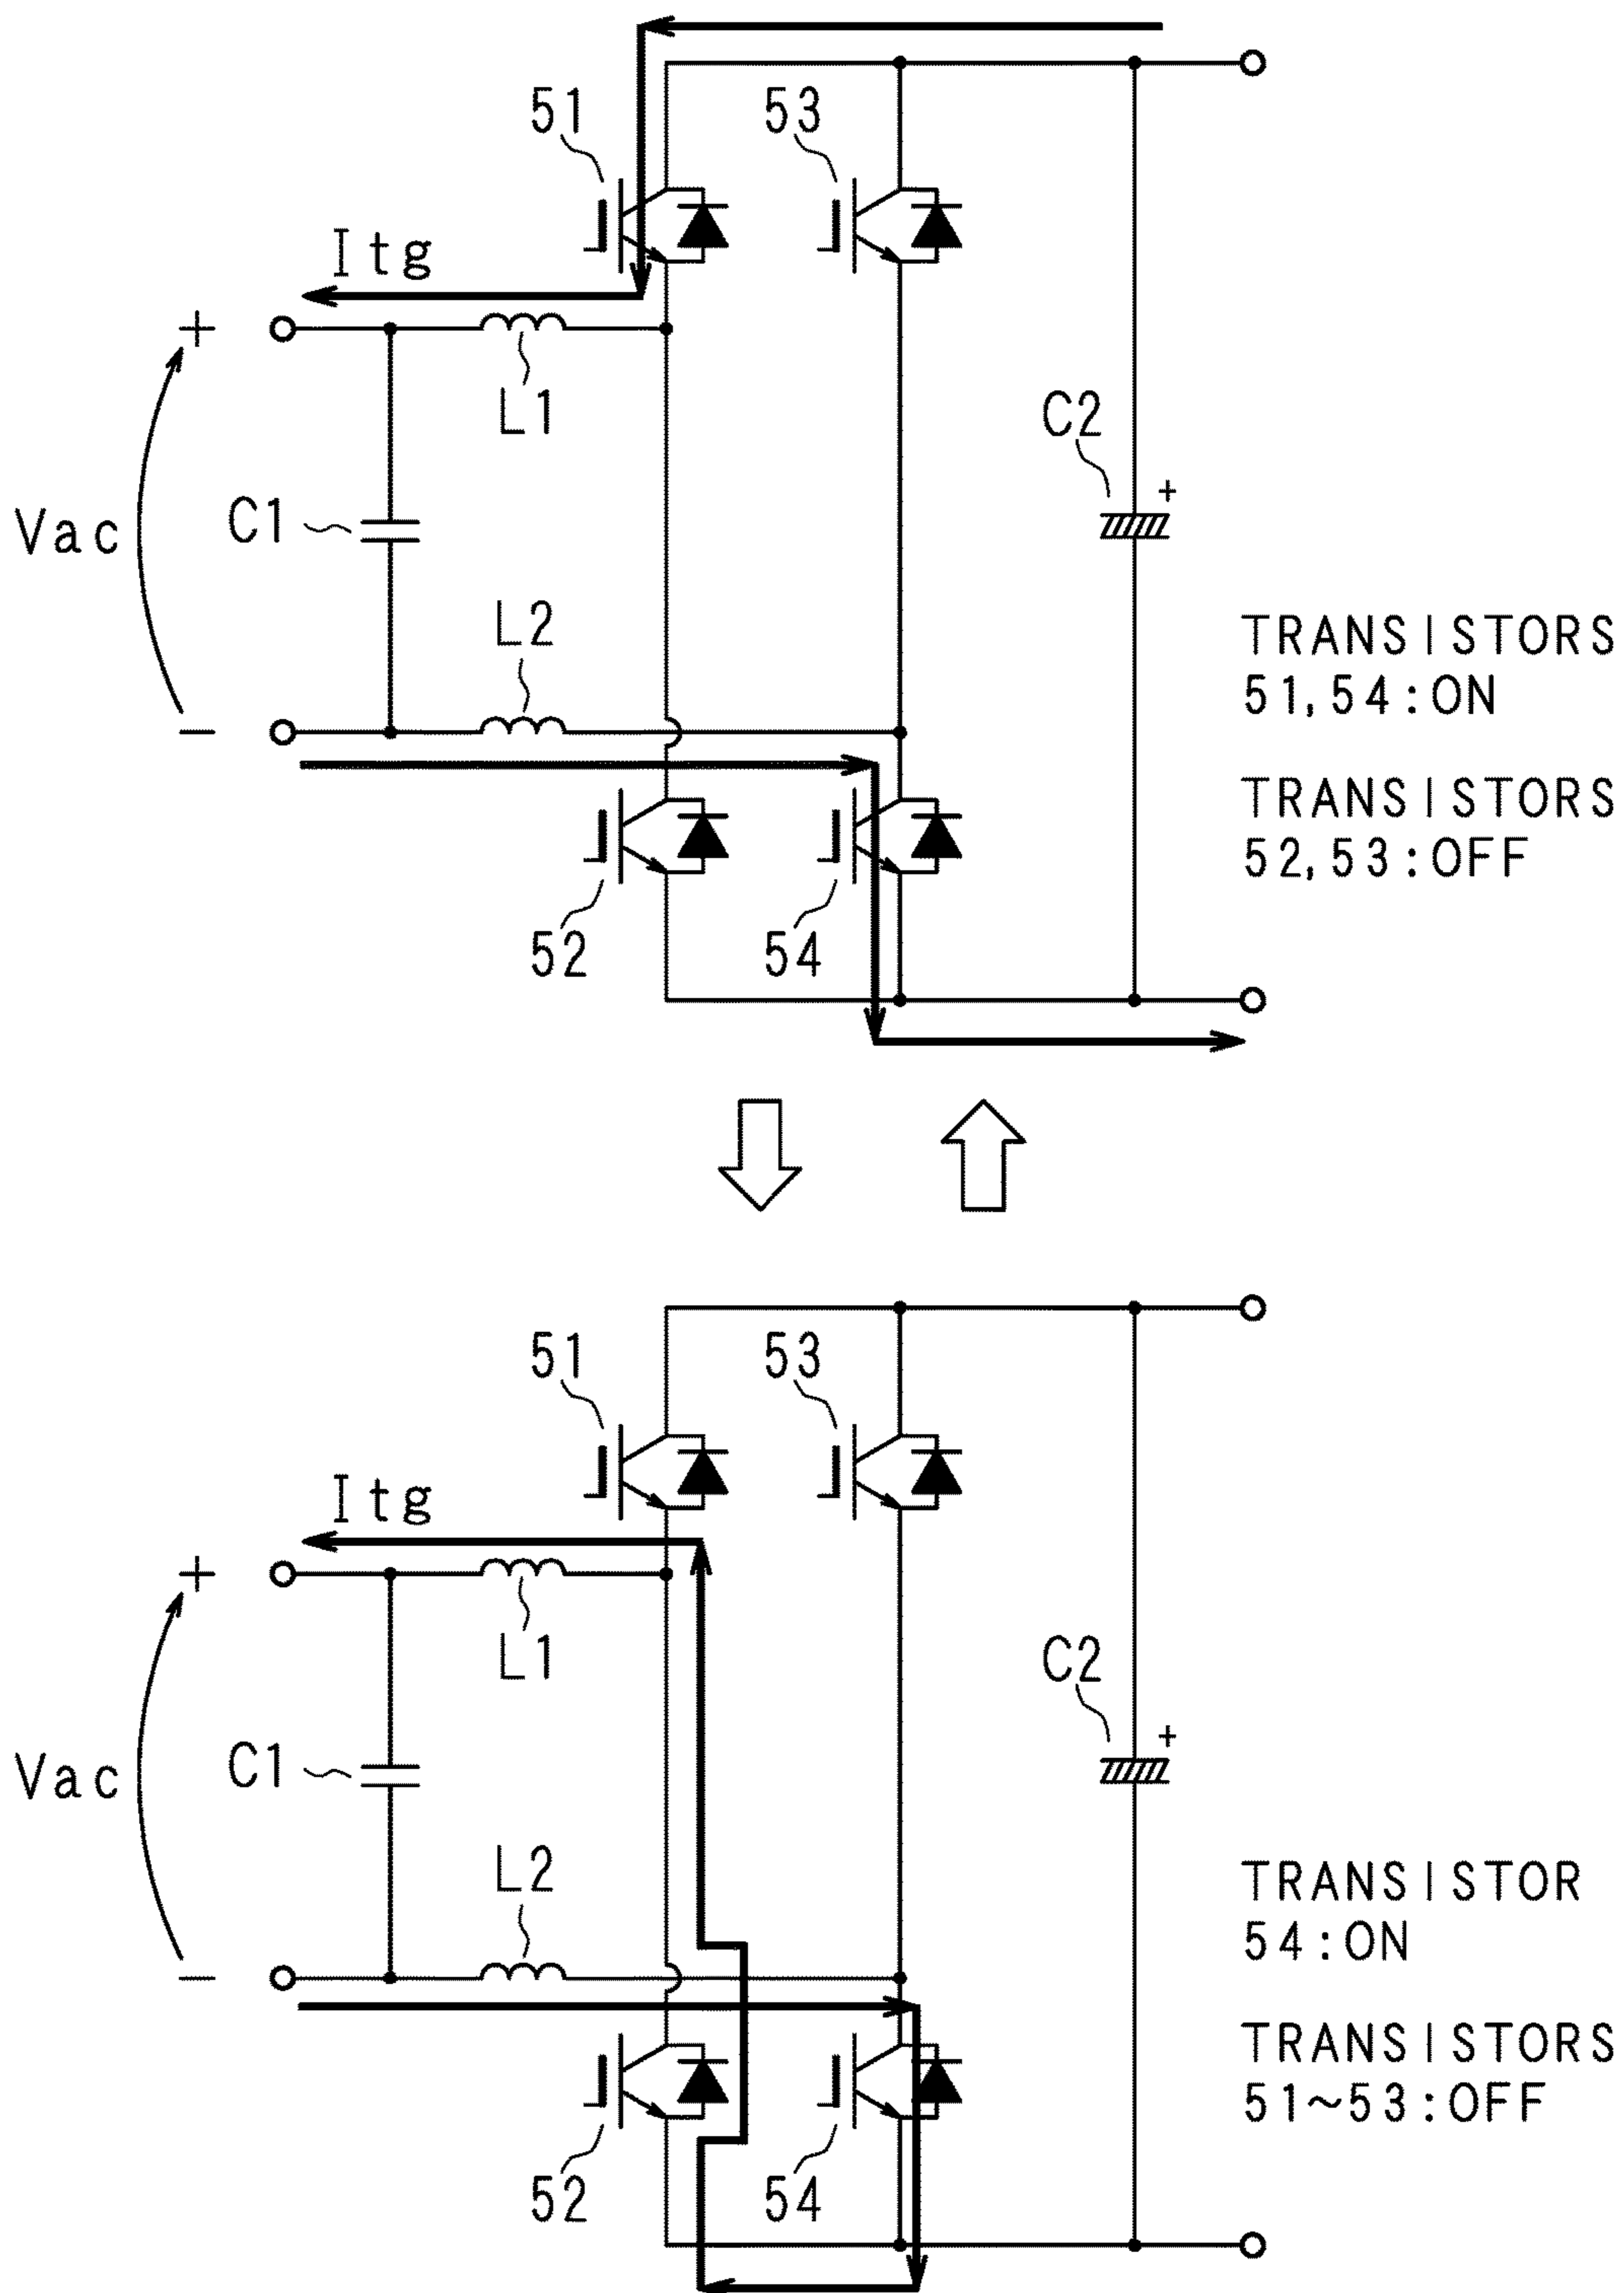 51
53
Itg
+
L1
C2
+
Vac
C1
L2
TRANSISTORS
51,54:ON
−
TRANSISTORS
52,53:OFF
52
54
51
53
Itg
+
L1
C2
+
Vac
C1
L2
TRANSISTOR
54:ON
−
TRANSISTORS
51~53:OFF
52
54